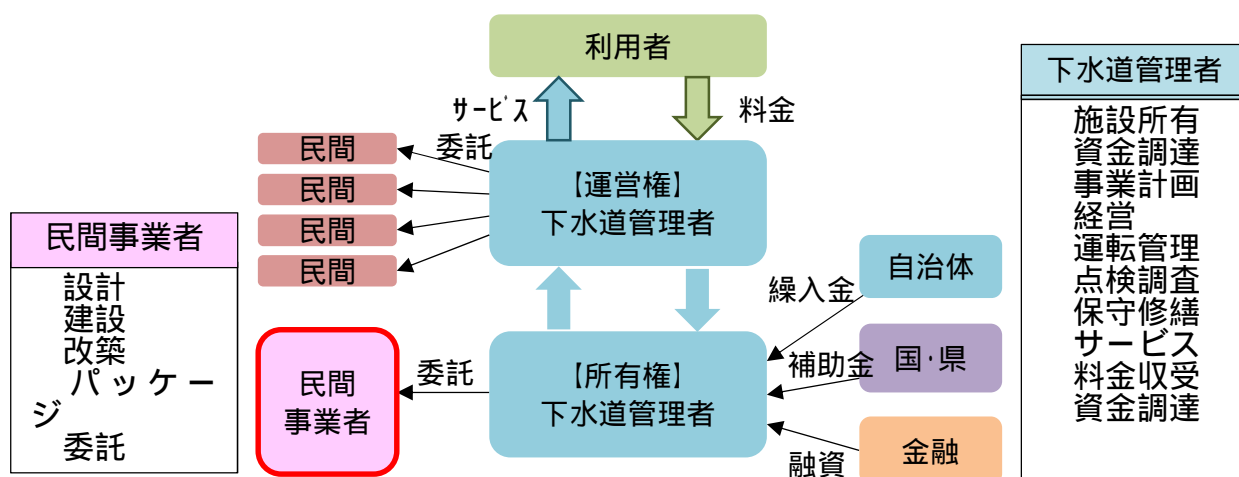 利用者
サービス
料金
委託
民間
民間
民間
民間
【運営権】
下水道管理者
民間事業者
設計
建設
改築
パッケー
ジ
委託
民間
事業者
委託
【所有権】
下水道管理者
繰入金
自治体
補助金
国・県
融資
金融
下水道管理者
施設所有
資金調達
事業計画
経営
運転管理
点検調査
保守修繕
サービス
料金収受
資金調達